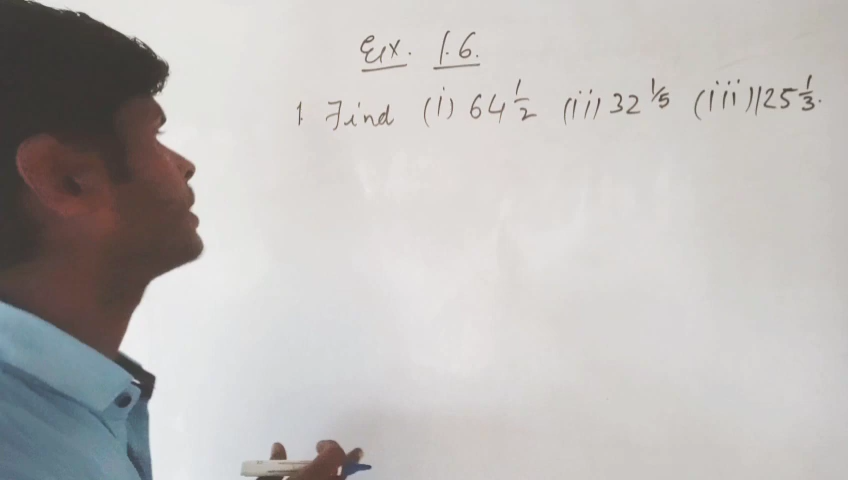 Ex. 1.6.
1 Find (i) 64^1/2 (ii) 32^1/5 (iii) 125^1/3.